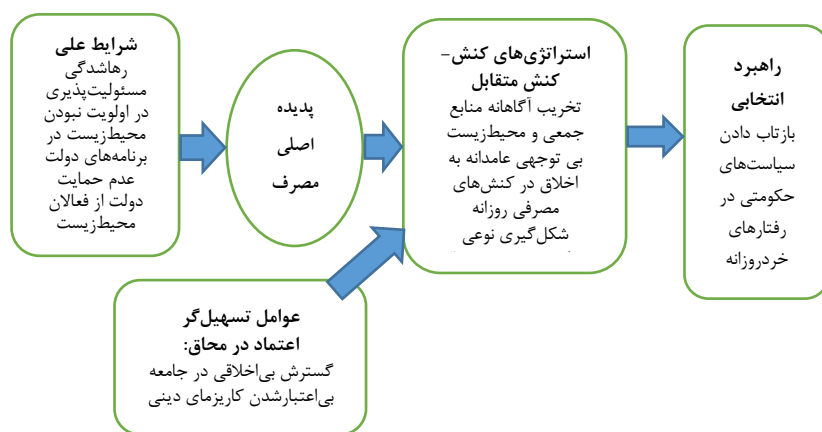 شرایط علی
رهاشدگی
مسئولیت‌پذیری
در اولویت نبودن
محیط‌زیست در
برنامه‌های دولت
عدم حمایت
دولت از فعالان
محیط‌زیست
پدیده
اصلی
مصرف
استراتژی‌های کنش–
کنش متقابل
تخریب آگاهانه منابع
جمعی و محیط‌زیست
بی توجهی عامدانه به
اخلاق در کنش‌های
مصرفی روزانه
شکل‌گیری نوعی
راهبرد
انتخابی
بازتاب دادن
سیاست‌های
حکومتی در
رفتارهای
خردروزانه
عوامل تسهیل‌گر
اعتماد در محاق:
گسترش بی‌اخلاقی در جامعه
بی‌اعتبارشدن کاریزمای دینی